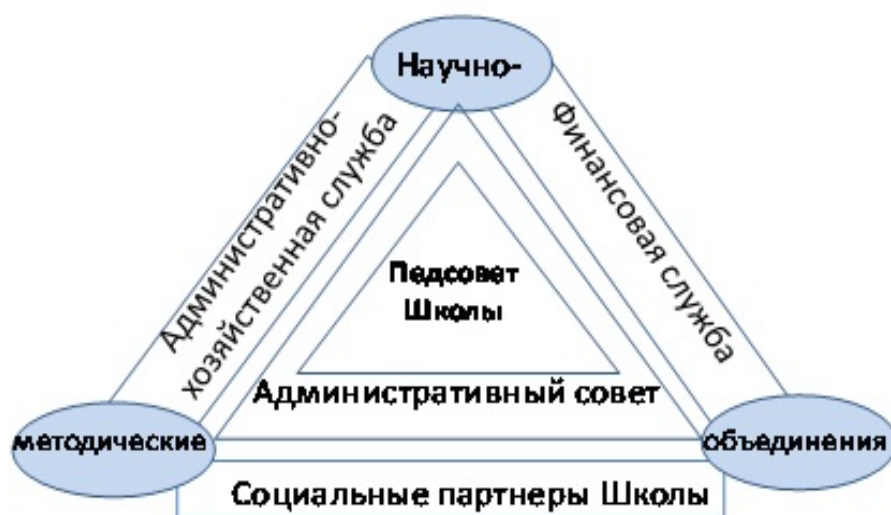 Научно-
Административно-
хозяйственная служба
Финансовая служба
Педсовет
Школы
Административный совет
методические
объединения
Социальные партнеры Школы